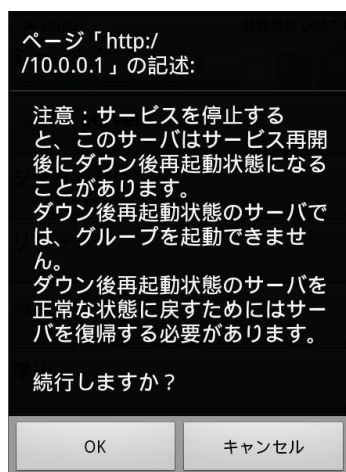 ページ「http:/
/10.0.0.1」の記述:
注意：サービスを停止する
と、このサーバはサービス再開
後にダウン後再起動状態になる
ことがあります。
ダウン後再起動状態のサーバで
は、グループを起動できませ
ん。
ダウン後再起動状態のサーバを
正常な状態に戻すためにはサー
バを復帰する必要があります。
続行しますか？
OK
キャンセル